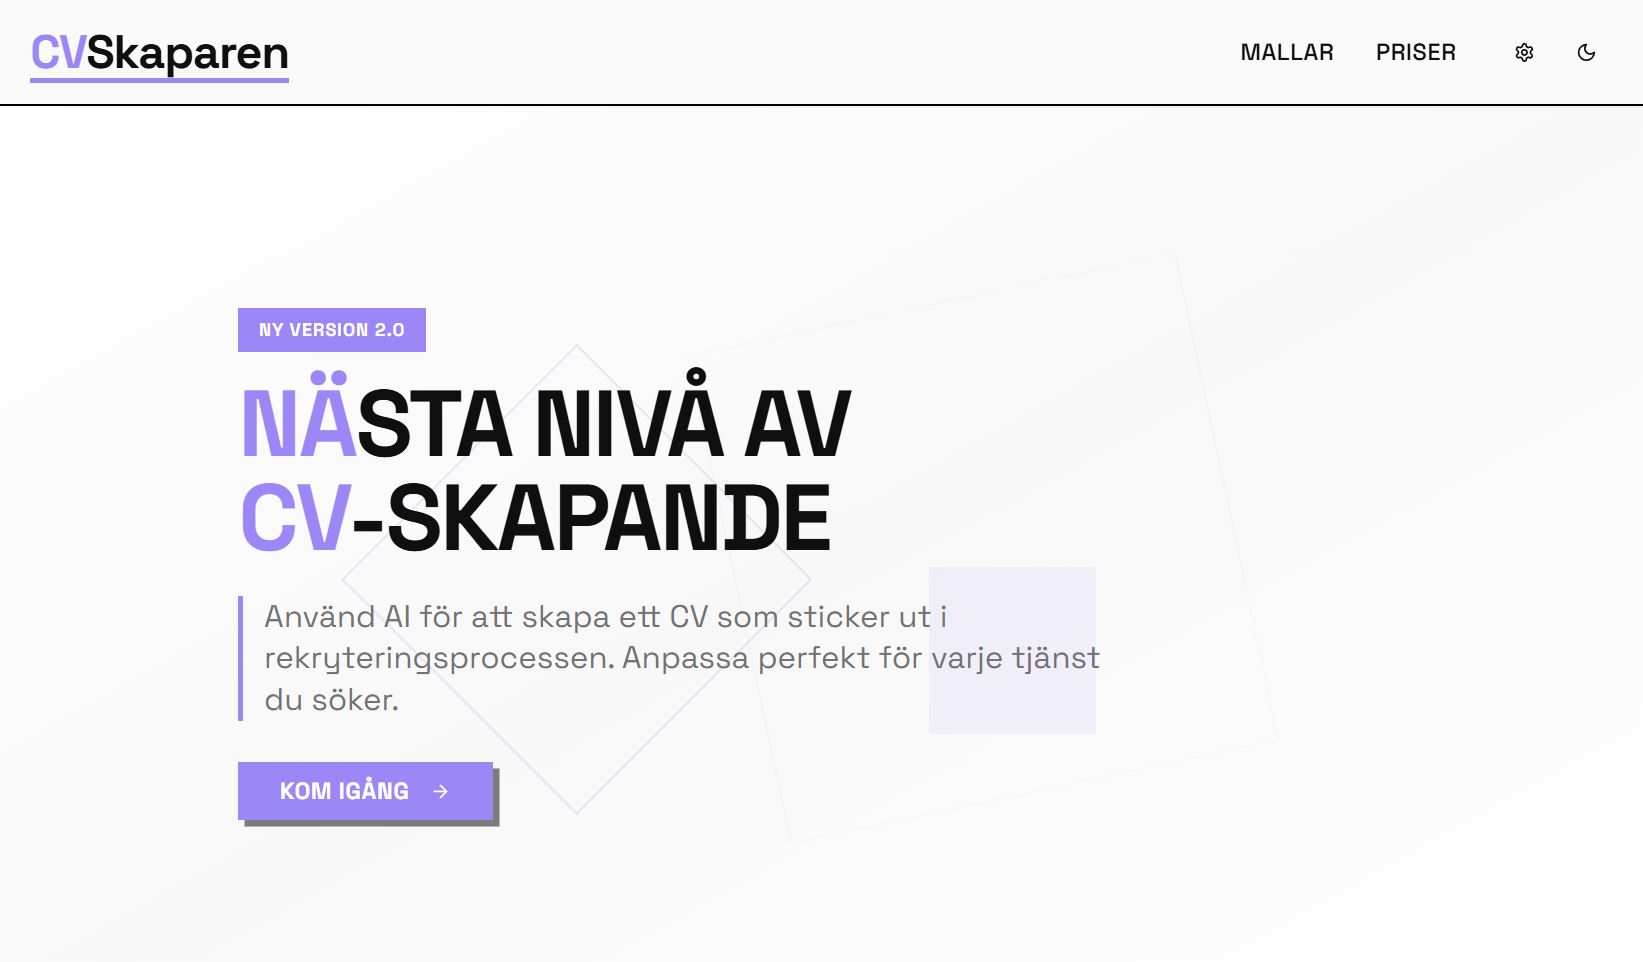 CVSkaparen
MALLAR
PRISER
NY VERSION 2.0
NÄSTA NIVÅ AV
CV-SKAPANDE
Använd AI för att skapa ett CV som sticker ut i
rekryteringsprocessen. Anpassa perfekt för varje tjänst
du söker.
KOM IGÅNG →